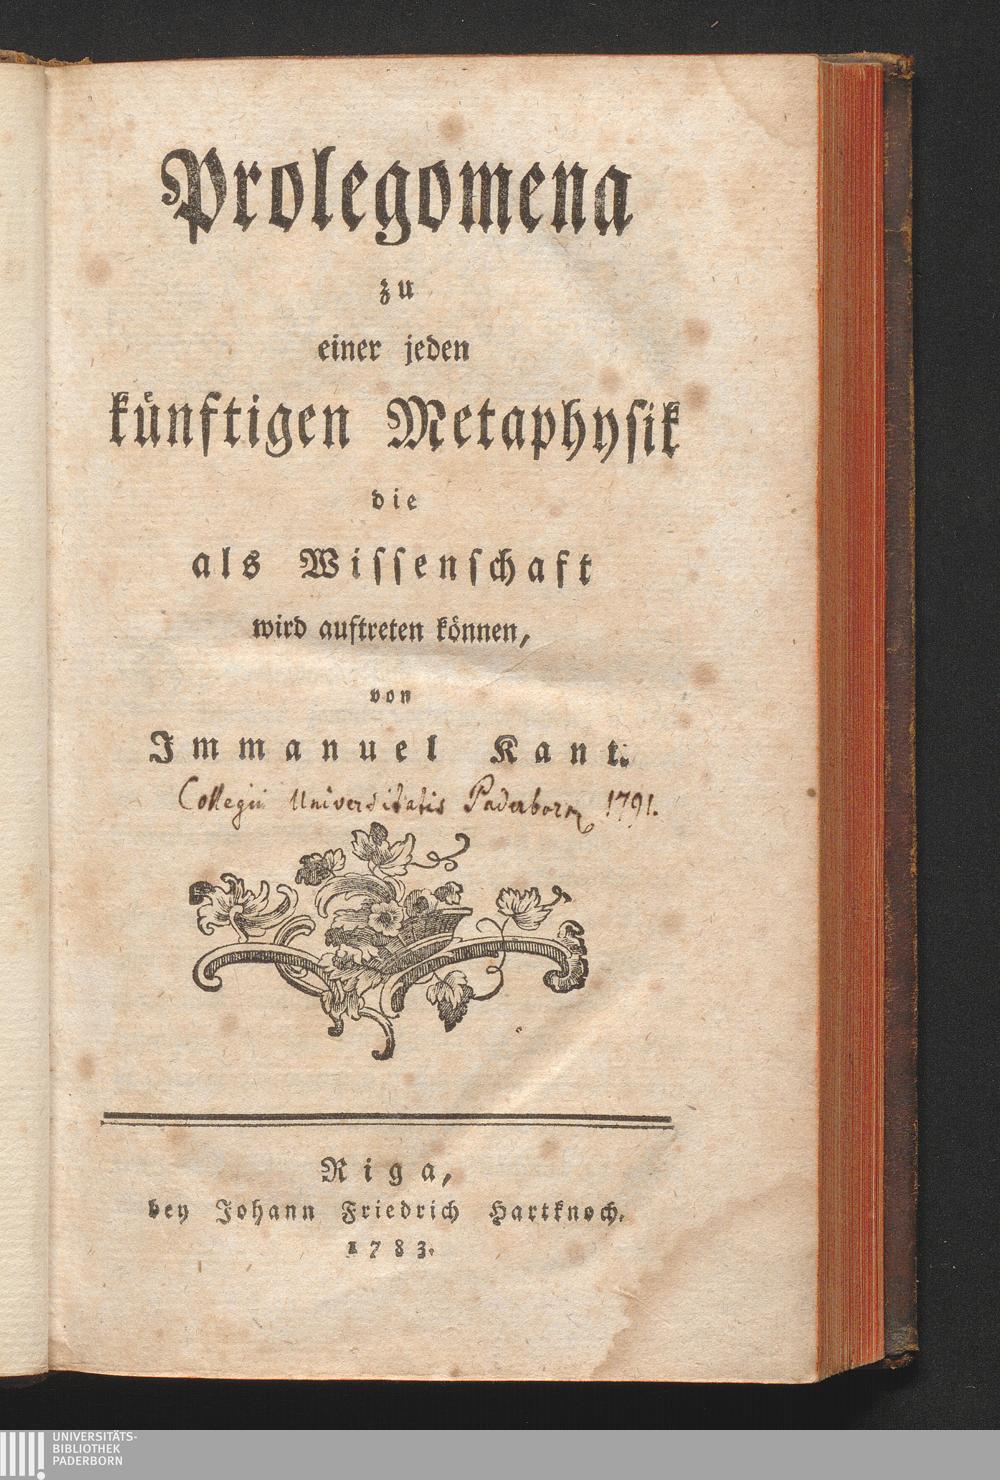 Prolegomena
zu
einer jeden
künftigen Metaphysik
die
als Wissenschaft
wird auftreten können,
von
Immanuel Kant.
Collegii Universitatis Paderborn 1791.
Riga,
bey Johann Friedrich Hartknoch.
1783.
UNIVERSITÄTS-
BIBLIOTHEK
PADERBORN